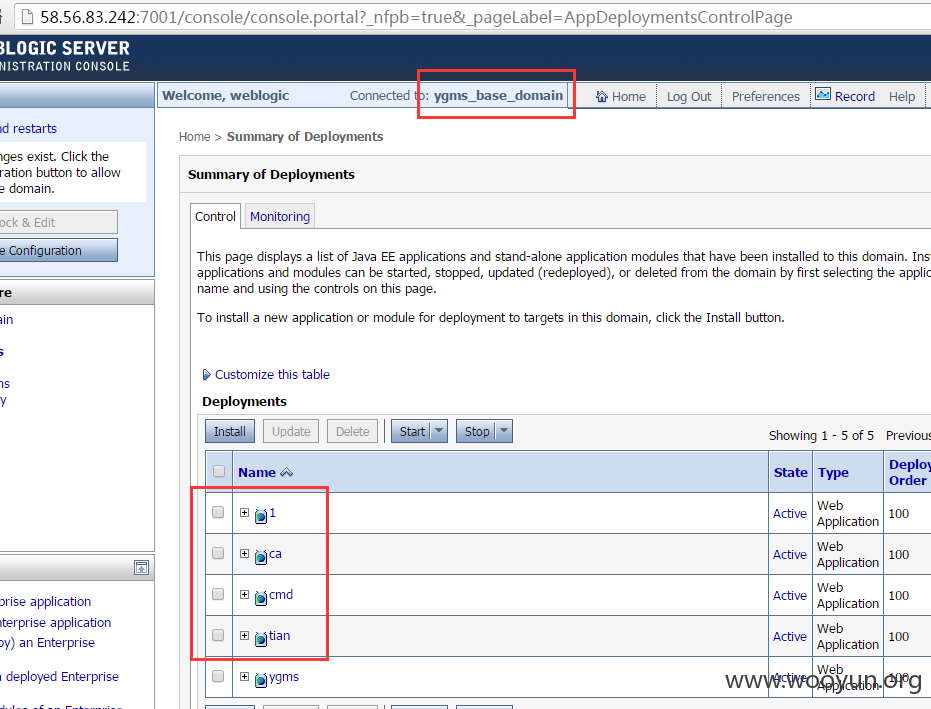 58.56.83.242:7001/console/console.portal?_nfpb=true&_pageLabel=AppDeploymentsControlPage
BLOGIC SERVER
NISTRATION CONSOLE
Welcome, weblogic
Connected to: ygms_base_domain
Home
Log Out
Preferences
Record
Help
nd restarts
nges exist. Click the
ration button to allow
e domain.
ock & Edit
e Configuration
re
ain
s
ns
y
prise application
nterprise application
oy) an Enterprise
a deployed Enterprise
dules of an Enterprise
Home > Summary of Deployments
Summary of Deployments
Control
Monitoring
This page displays a list of Java EE applications and stand-alone application modules that have been installed to this domain. Inst
applications and modules can be started, stopped, updated (redeployed), or deleted from the domain by first selecting the applic
name and using the controls on this page.
To install a new application or module for deployment to targets in this domain, click the Install button.
Customize this table
Deployments
Install
Update
Delete
Start
Stop
Showing 1 - 5 of 5 Previous
Name
State
Type
Deploy
Order
1
Active
Web
Application
100
ca
Active
Web
Application
100
cmd
Active
Web
Application
100
tian
Active
Web
Application
100
ygms
Active
Web
Application
100
www.wooyun.org